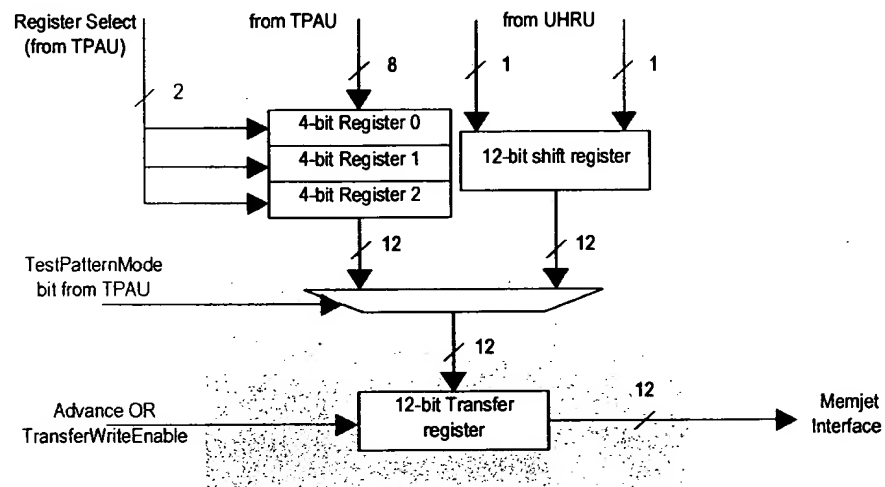 Register Select
(from TPAU)
from TPAU
from UHRU
2
8
1
1
4-bit Register 0
4-bit Register 1
4-bit Register 2
12-bit shift register
12
12
TestPatternMode
bit from TPAU
12
Advance OR
TransferWriteEnable
12-bit Transfer
register
12
Memjet
Interface